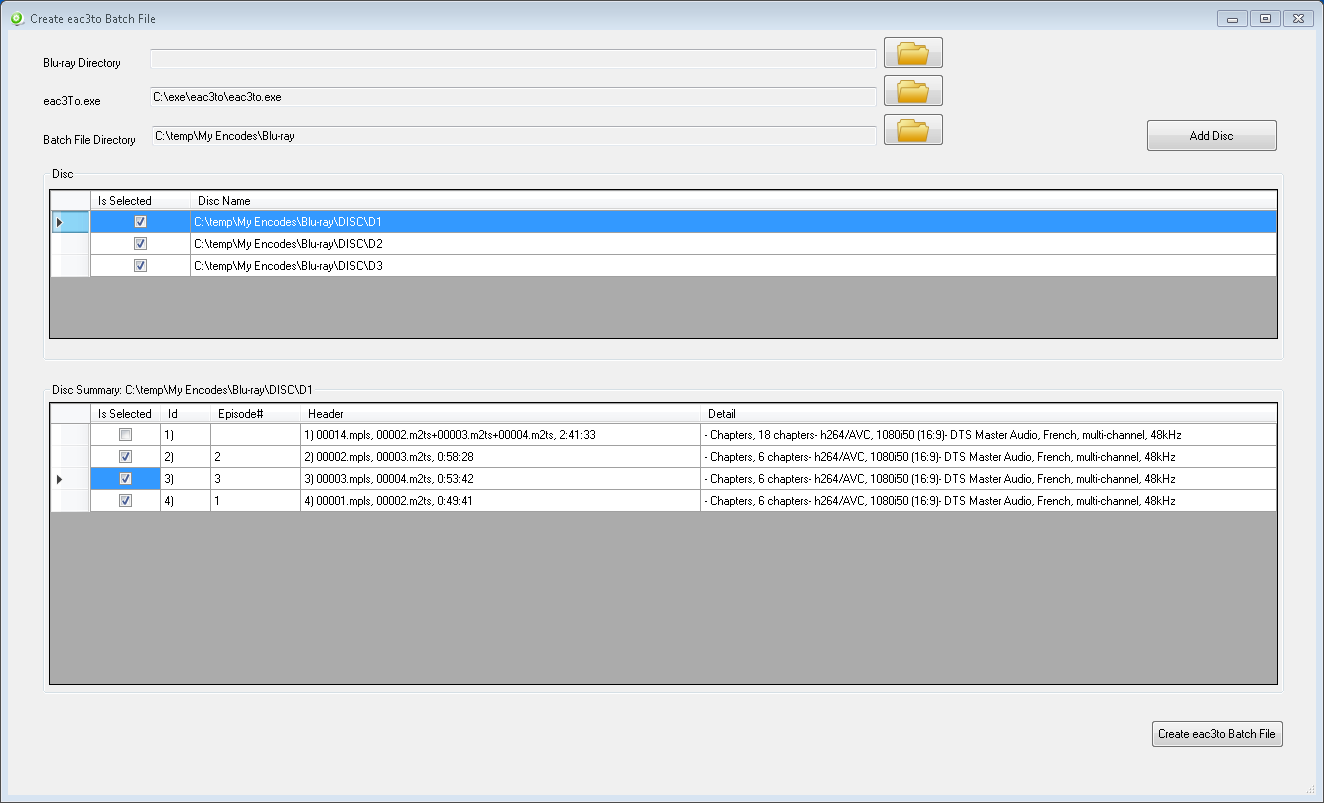 Create eac3to Batch File
Blu-ray Directory
eac3To.exe C:\exe\eac3to\eac3to.exe
Batch File Directory C:\temp\My Encodes\Blu-ray
Add Disc
Disc
Is Selected Disc Name
C:\temp\My Encodes\Blu-ray\DISC\D1
C:\temp\My Encodes\Blu-ray\DISC\D2
C:\temp\My Encodes\Blu-ray\DISC\D3
Disc Summary: C:\temp\My Encodes\Blu-ray\DISC\D1
Is Selected Id Episode# Header Detail
1) 1) 00014.mpls, 00002.m2ts+00003.m2ts+00004.m2ts, 2:41:33 - Chapters, 18 chapters- h264/AVC, 1080i50 (16:9)- DTS Master Audio, French, multi-channel, 48kHz
2) 2 2) 00002.mpls, 00003.m2ts, 0:58:28 - Chapters, 6 chapters- h264/AVC, 1080i50 (16:9)- DTS Master Audio, French, multi-channel, 48kHz
3) 3 3) 00003.mpls, 00004.m2ts, 0:53:42 - Chapters, 6 chapters- h264/AVC, 1080i50 (16:9)- DTS Master Audio, French, multi-channel, 48kHz
4) 1 4) 00001.mpls, 00002.m2ts, 0:49:41 - Chapters, 6 chapters- h264/AVC, 1080i50 (16:9)- DTS Master Audio, French, multi-channel, 48kHz
Create eac3to Batch File